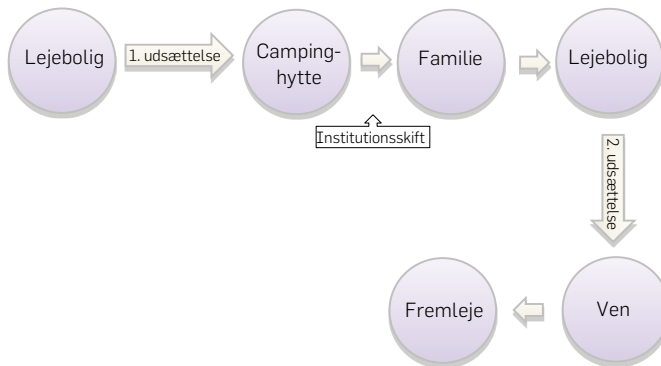 Lejebolig
1. udsættelse
Camping-
hytte
Familie
Lejebolig
Institutionsskift
2. udsættelse
Ven
Fremleje